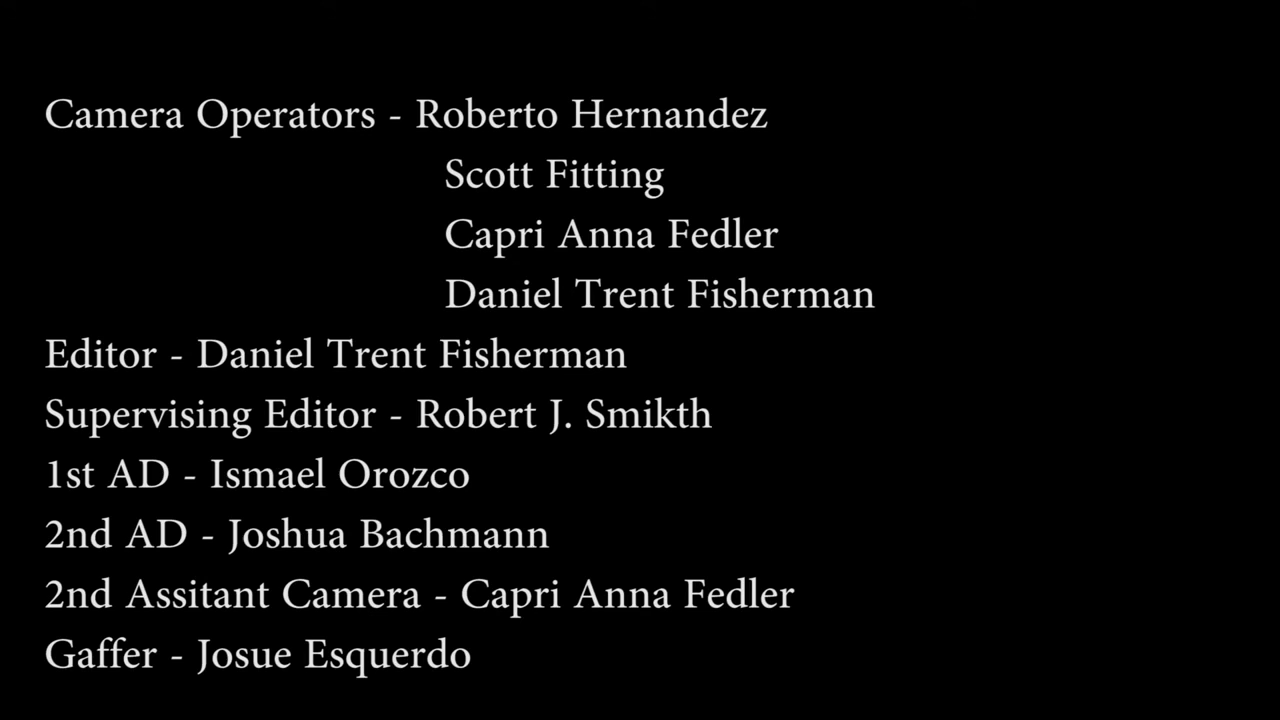 Camera Operators - Roberto Hernandez
Scott Fitting
Capri Anna Fedler
Daniel Trent Fisherman
Editor - Daniel Trent Fisherman
Supervising Editor - Robert J. Smikth
1st AD - Ismael Orozco
2nd AD - Joshua Bachmann
2nd Assitant Camera - Capri Anna Fedler
Gaffer - Josue Esquerdo